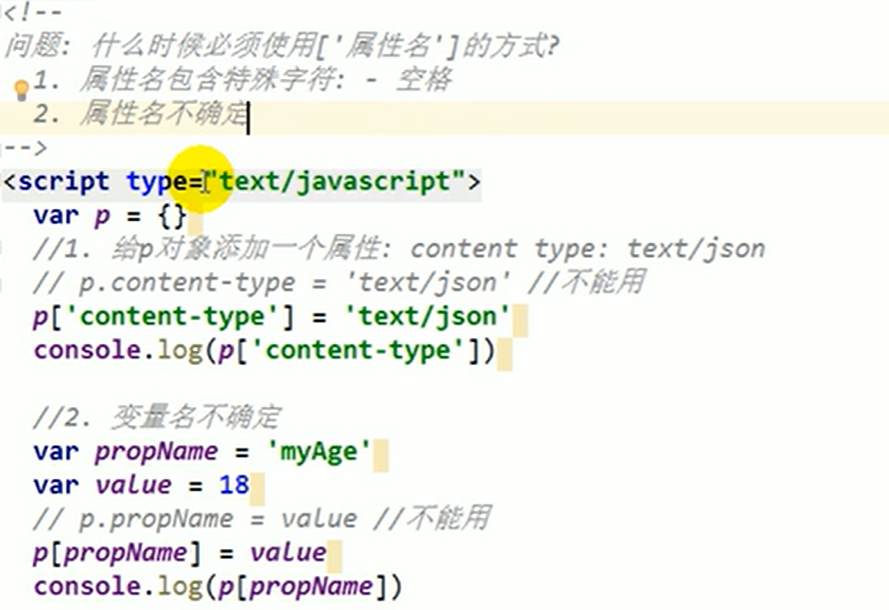 <!--
问题: 什么时候必须使用['属性名']的方式?
1. 属性名包含特殊字符: - 空格
2. 属性名不确定
-->
<script type="text/javascript">
var p = {}
//1. 给p对象添加一个属性: content type: text/json
// p.content-type = 'text/json' //不能用
p['content-type'] = 'text/json'
console.log(p['content-type'])
//2. 变量名不确定
var propName = 'myAge'
var value = 18
// p.propName = value //不能用
p[propName] = value
console.log(p[propName])